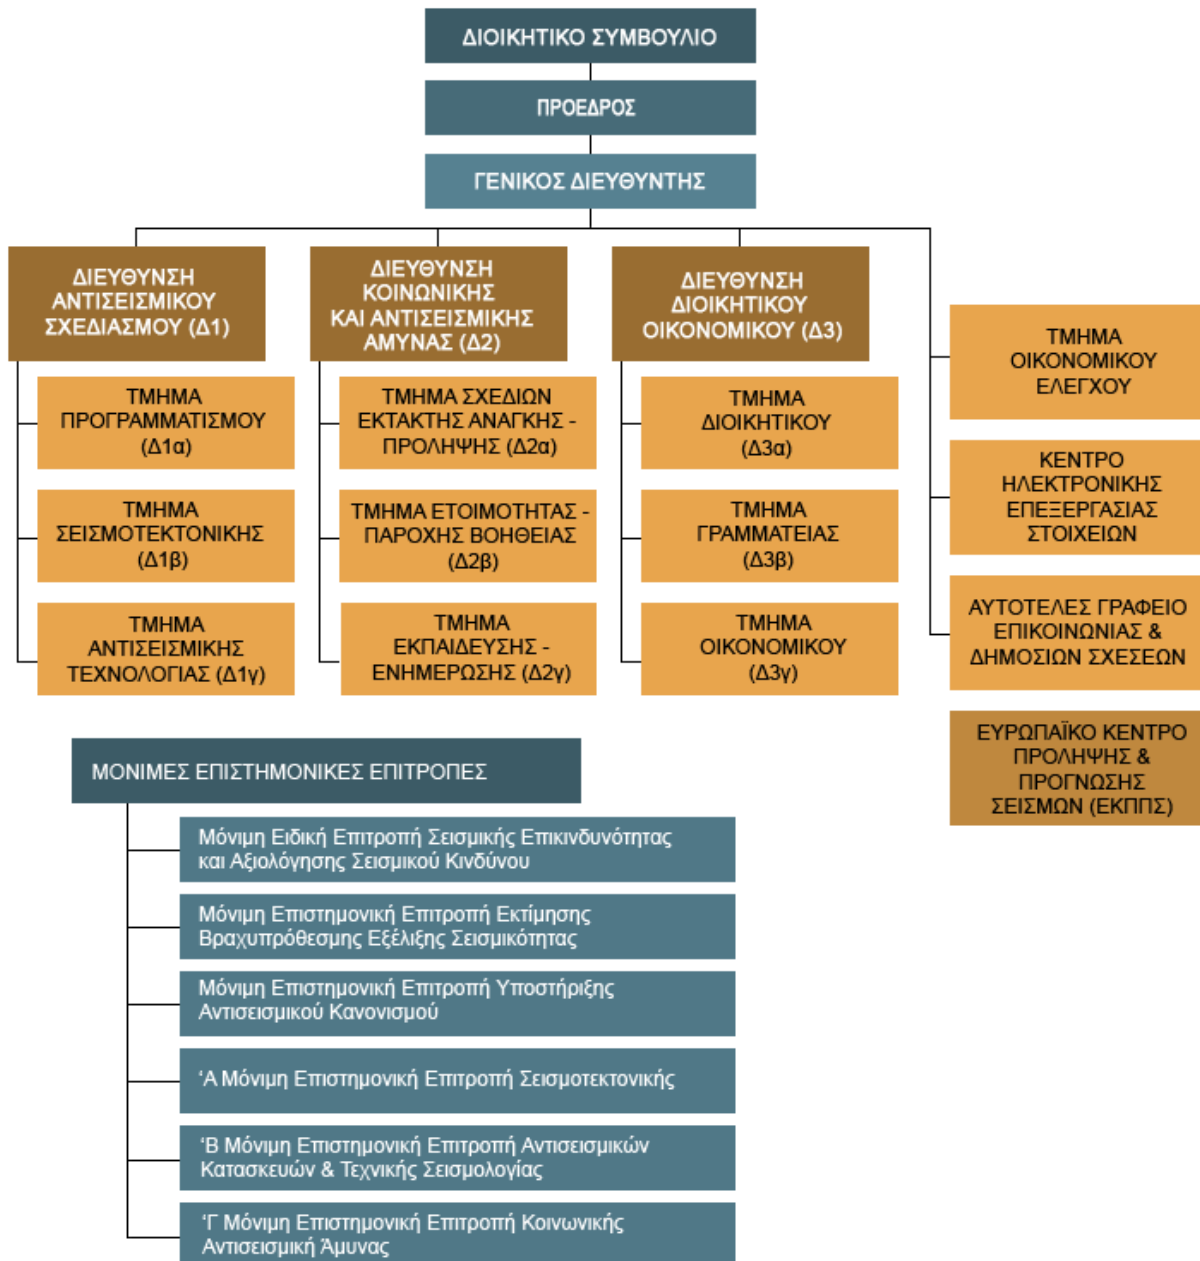 ΔΙΟΙΚΗΤΙΚΟ ΣΥΜΒΟΥΛΙΟ
ΠΡΟΕΔΡΟΣ
ΓΕΝΙΚΟΣ ΔΙΕΥΘΥΝΤΗΣ
ΔΙΕΥΘΥΝΣΗ
ΑΝΤΙΣΕΙΣΜΙΚΟΥ
ΣΧΕΔΙΑΣΜΟΥ (Δ1)
ΤΜΗΜΑ
ΠΡΟΓΡΑΜΜΑΤΙΣΜΟΥ
(Δ1α)
ΤΜΗΜΑ
ΣΕΙΣΜΟΤΕΚΤΟΝΙΚΗΣ
(Δ1β)
ΤΜΗΜΑ
ΑΝΤΙΣΕΙΣΜΙΚΗΣ
ΤΕΧΝΟΛΟΓΙΑΣ (Δ1γ)
ΔΙΕΥΘΥΝΣΗ
ΚΟΙΝΩΝΙΚΗΣ
ΚΑΙ ΑΝΤΙΣΕΙΣΜΙΚΗΣ
ΑΜΥΝΑΣ (Δ2)
ΤΜΗΜΑ ΣΧΕΔΙΩΝ
ΕΚΤΑΚΤΗΣ ΑΝΑΓΚΗΣ -
ΠΡΟΛΗΨΗΣ (Δ2α)
ΤΜΗΜΑ ΕΤΟΙΜΟΤΗΤΑΣ -
ΠΑΡΟΧΗΣ ΒΟΗΘΕΙΑΣ
(Δ2β)
ΤΜΗΜΑ
ΕΚΠΑΙΔΕΥΣΗΣ -
ΕΝΗΜΕΡΩΣΗΣ (Δ2γ)
ΔΙΕΥΘΥΝΣΗ
ΔΙΟΙΚΗΤΙΚΟΥ
ΟΙΚΟΝΟΜΙΚΟΥ (Δ3)
ΤΜΗΜΑ
ΔΙΟΙΚΗΤΙΚΟΥ
(Δ3α)
ΤΜΗΜΑ
ΓΡΑΜΜΑΤΕΙΑΣ
(Δ3β)
ΤΜΗΜΑ
ΟΙΚΟΝΟΜΙΚΟΥ
(Δ3γ)
ΤΜΗΜΑ
ΟΙΚΟΝΟΜΙΚΟΥ
ΕΛΕΓΧΟΥ
ΚΕΝΤΡΟ
ΗΛΕΚΤΡΟΝΙΚΗΣ
ΕΠΕΞΕΡΓΑΣΙΑΣ
ΣΤΟΙΧΕΙΩΝ
ΑΥΤΟΤΕΛΕΣ ΓΡΑΦΕΙΟ
ΕΠΙΚΟΙΝΩΝΙΑΣ &
ΔΗΜΟΣΙΩΝ ΣΧΕΣΕΩΝ
ΕΥΡΩΠΑΪΚΟ ΚΕΝΤΡΟ
ΠΡΟΛΗΨΗΣ &
ΠΡΟΓΝΩΣΗΣ
ΣΕΙΣΜΩΝ (ΕΚΠΠΣ)
ΜΟΝΙΜΕΣ ΕΠΙΣΤΗΜΟΝΙΚΕΣ ΕΠΙΤΡΟΠΕΣ
Μόνιμη Ειδική Επιτροπή Σεισμικής Επικινδυνότητας
και Αξιολόγησης Σεισμικού Κινδύνου
Μόνιμη Επιστημονική Επιτροπή Εκτίμησης
Βραχυπρόθεσμης Εξέλιξης Σεισμικότητας
Μόνιμη Επιστημονική Επιτροπή Υποστήριξης
Αντισεισμικού Κανονισμού
'Α Μόνιμη Επιστημονική Επιτροπή Σεισμοτεκτονικής
'Β Μόνιμη Επιστημονική Επιτροπή Αντισεισμικών
Κατασκευών & Τεχνικής Σεισμολογίας
'Γ Μόνιμη Επιστημονική Επιτροπή Κοινωνικής
Αντισεισμική Άμυνας